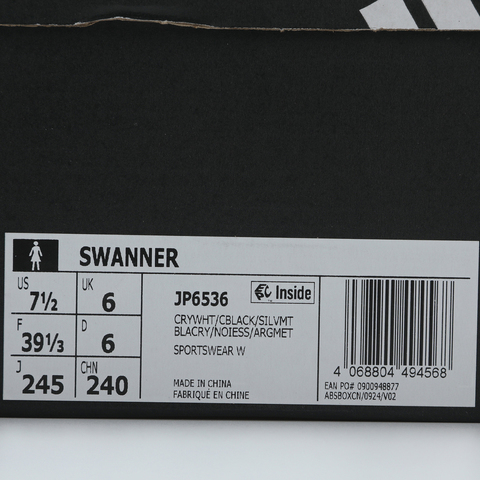 SWANNER
US 7½ UK 6
F 39⅓ D 6
J 245 CHN 240
JP6536
Inside
CRYWHT/CBLACK/SILVMT
BLACRY/NOIESS/ARGMET
SPORTSWEAR W
MADE IN CHINA
FABRIQUÉ EN CHINE
4 068804 494568
EAN PO# 0900948877
ABSBOXCN/0924/V02